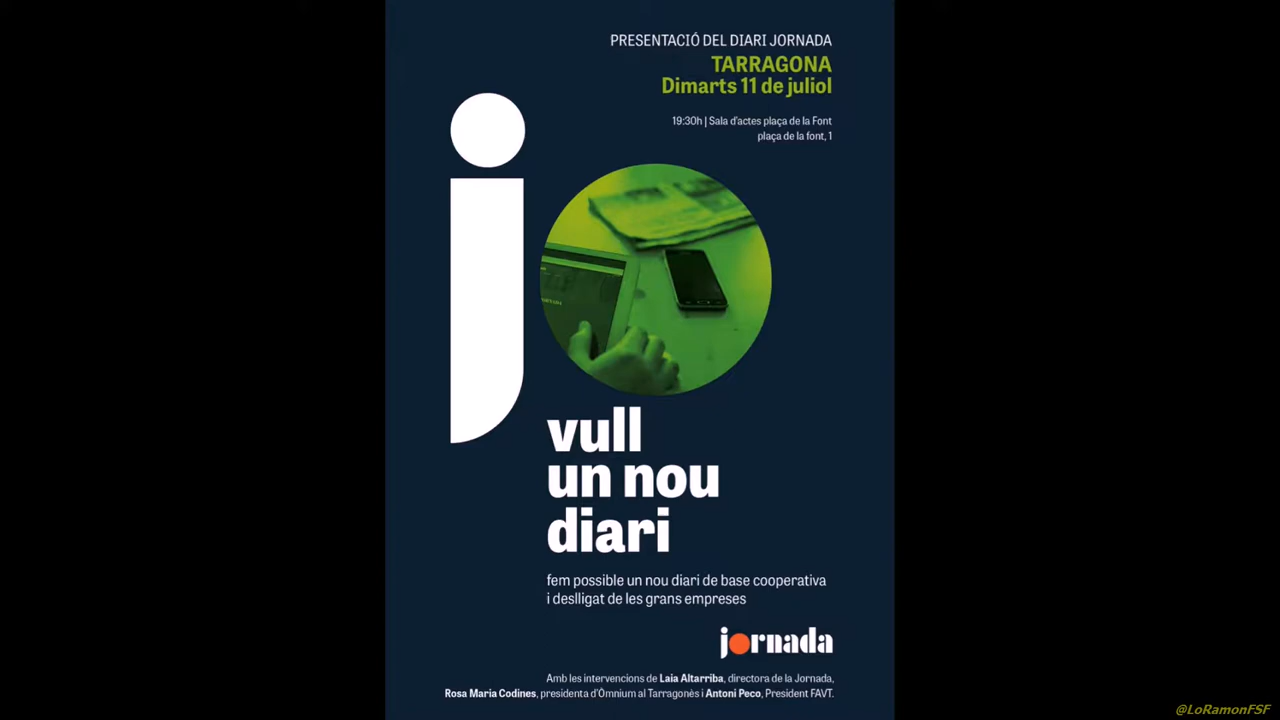 PRESENTACIÓ DEL DIARI JORNADA
TARRAGONA
Dimarts 11 de juliol
19:30h | Sala d'actes plaça de la Font
plaça de la font, 1
jo
vull
un nou
diari
fem possible un nou diari de base cooperativa
i deslligat de les grans empreses
jornada
Amb les intervencions de Laia Altarriba, directora de la Jornada,
Rosa Maria Codines, presidenta d'Òmnium al Tarragonès i Antoni Peco, President FAVT.
@LoRamonFSF